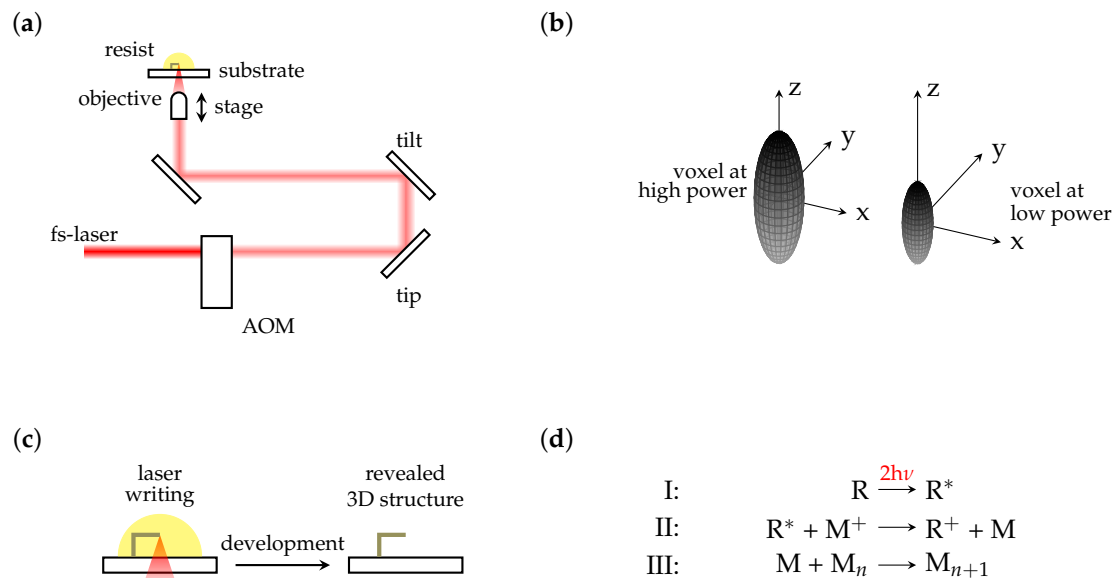 (a)
resist
substrate
objective
stage
tilt
fs-laser
tip
AOM
(b)
z
y
x
voxel at
high power
z
y
x
voxel at
low power
(c)
laser
writing
development
revealed
3D structure
(d)
I: R 2hν⟶ R*
II: R* + M⁺ ⟶ R⁺ + M
III: M + Mₙ ⟶ Mₙ₊₁